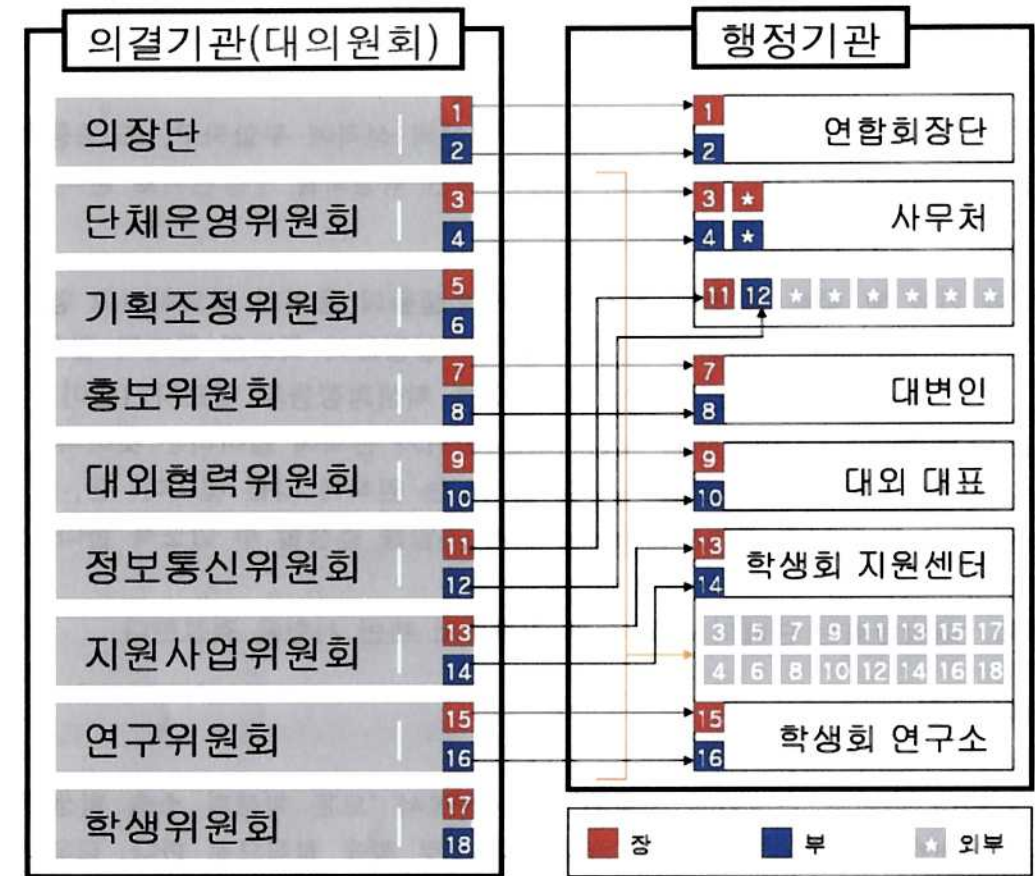 의결기관(대의원회)
의장단
1
2
단체운영위원회
3
4
기획조정위원회
5
6
홍보위원회
7
8
대외협력위원회
9
10
정보통신위원회
11
12
지원사업위원회
13
14
연구위원회
15
16
학생위원회
17
18
행정기관
1
2
연합회장단
3
4
사무처
11 12
7
8
대변인
9
10
대외 대표
13
14
학생회 지원센터
3 5 7 9 11 13 15 17
4 6 8 10 12 14 16 18
15
16
학생회 연구소
장 부 외부